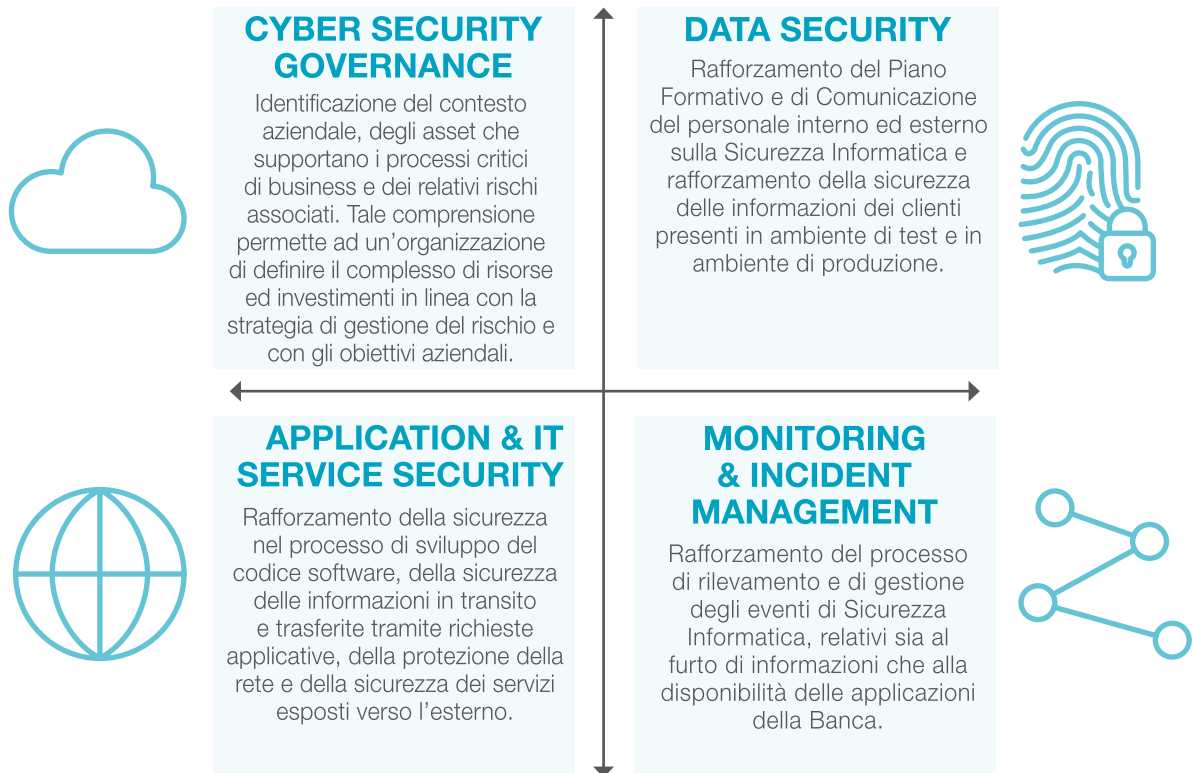 CYBER SECURITY
GOVERNANCE
Identificazione del contesto
aziendale, degli asset che
supportano i processi critici
di business e dei relativi rischi
associati. Tale comprensione
permette ad un’organizzazione
di definire il complesso di risorse
ed investimenti in linea con la
strategia di gestione del rischio e
con gli obiettivi aziendali.
DATA SECURITY
Rafforzamento del Piano
Formativo e di Comunicazione
del personale interno ed esterno
sulla Sicurezza Informatica e
rafforzamento della sicurezza
delle informazioni dei clienti
presenti in ambiente di test e in
ambiente di produzione.
APPLICATION & IT
SERVICE SECURITY
Rafforzamento della sicurezza
nel processo di sviluppo del
codice software, della sicurezza
delle informazioni in transito
e trasferite tramite richieste
applicative, della protezione della
rete e della sicurezza dei servizi
esposti verso l’esterno.
MONITORING
& INCIDENT
MANAGEMENT
Rafforzamento del processo
di rilevamento e di gestione
degli eventi di Sicurezza
Informatica, relativi sia al
furto di informazioni che alla
disponibilità delle applicazioni
della Banca.